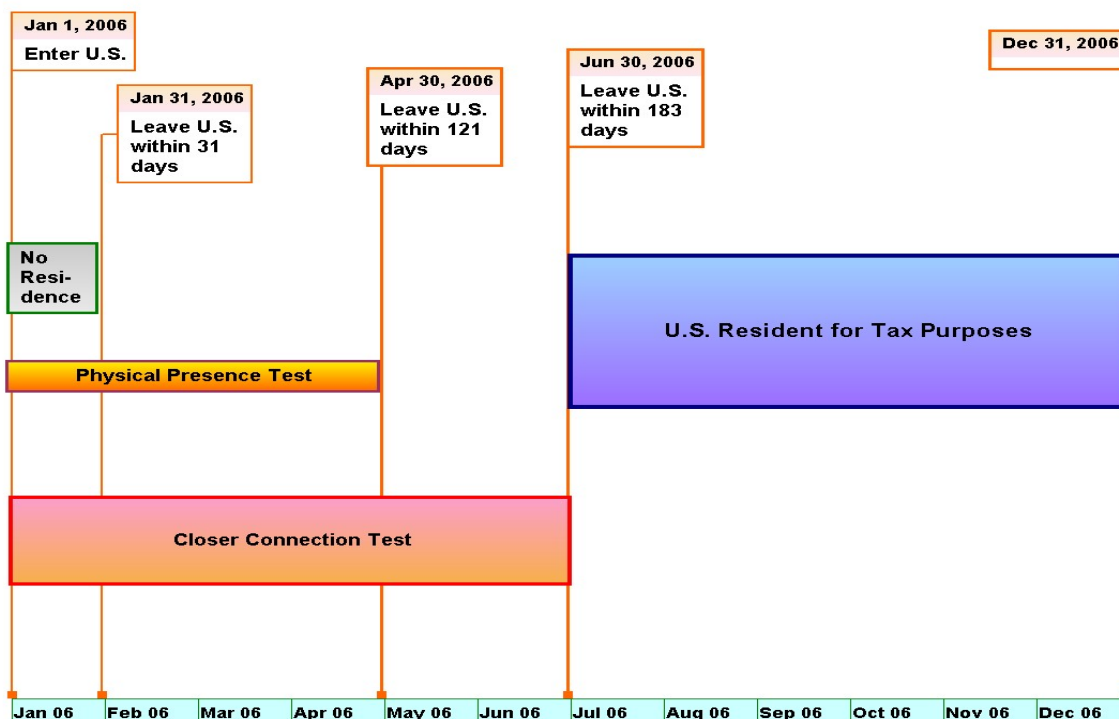 Jan 1, 2006
Enter U.S.
Jan 31, 2006
Leave U.S.
within 31
days
Apr 30, 2006
Leave U.S.
within 121
days
Jun 30, 2006
Leave U.S.
within 183
days
Dec 31, 2006
No
Resi-
dence
U.S. Resident for Tax Purposes
Physical Presence Test
Closer Connection Test
Jan 06 Feb 06 Mar 06 Apr 06 May 06 Jun 06 Jul 06 Aug 06 Sep 06 Oct 06 Nov 06 Dec 06